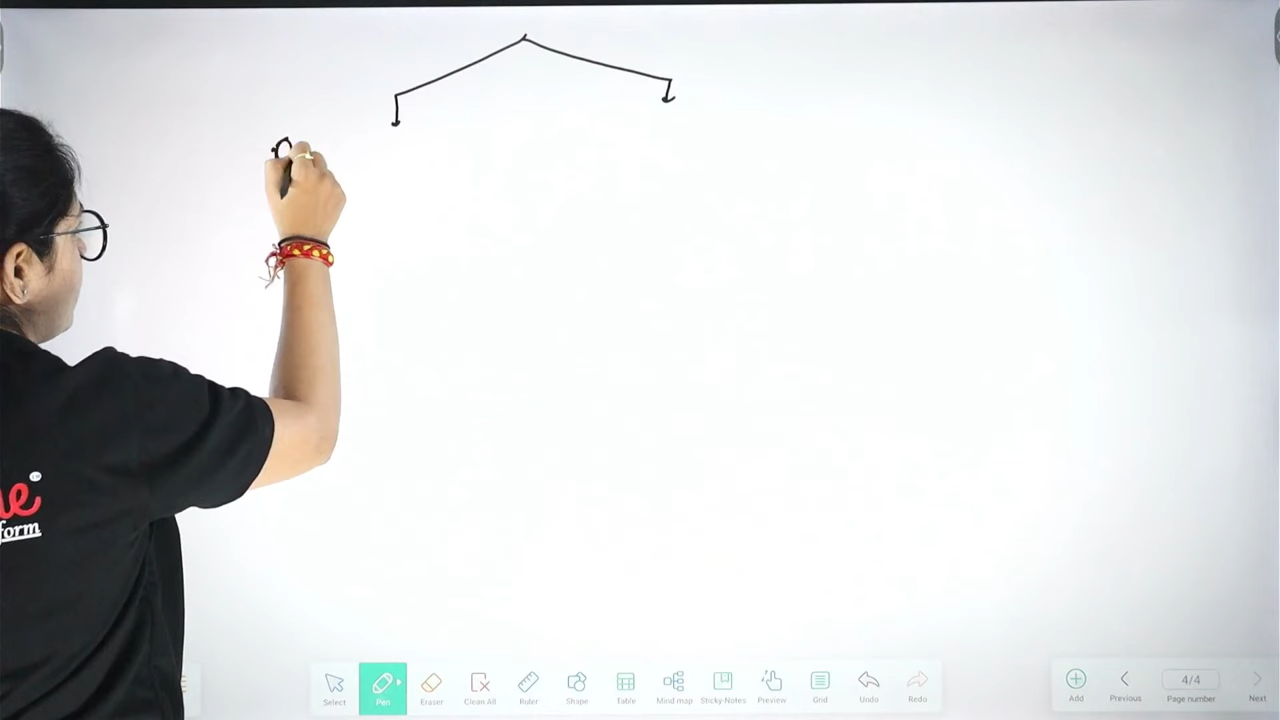 e
form
Select
Pen
Eraser
Clean All
Ruler
Shape
Table
Mind map
Sticky-Notes
Preview
Grid
Undo
Redo
Add
Previous
4/4
Page number
Next